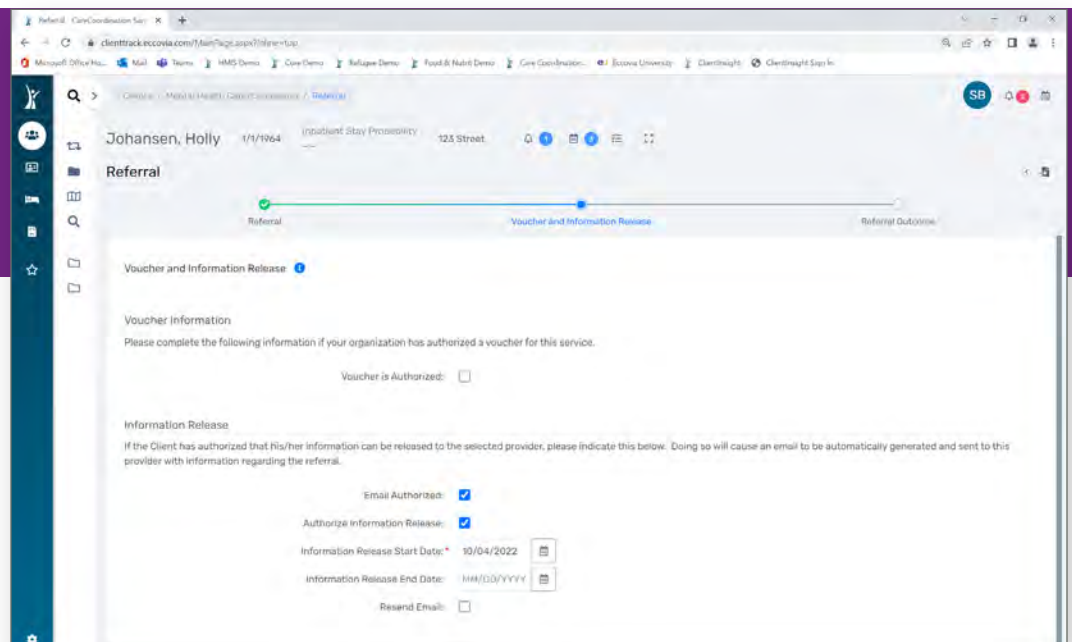 Referral
clienttrack.eccovia.com/MainPage.aspx
Microsoft Office Ho... Mail Teams HMIS Demo Core Demo Refugee Demo Food & Nutrit Demo Care Coordination... Eccovia University ClientInsight ClientInsight Sign In
/ Referral
SB
Johansen, Holly 1/1/1964 Inpatient Stay Probability 123 Street
Referral
Referral Voucher and Information Release Referral Outcome
Voucher and Information Release
Voucher Information
Please complete the following information if your organization has authorized a voucher for this service.
Voucher is Authorized:
Information Release
If the Client has authorized that his/her information can be released to the selected provider, please indicate this below. Doing so will cause an email to be automatically generated and sent to this
provider with information regarding the referral.
Email Authorized:
Authorize Information Release:
Information Release Start Date:* 10/04/2022
Information Release End Date: MM/DD/YYYY
Resend Email: